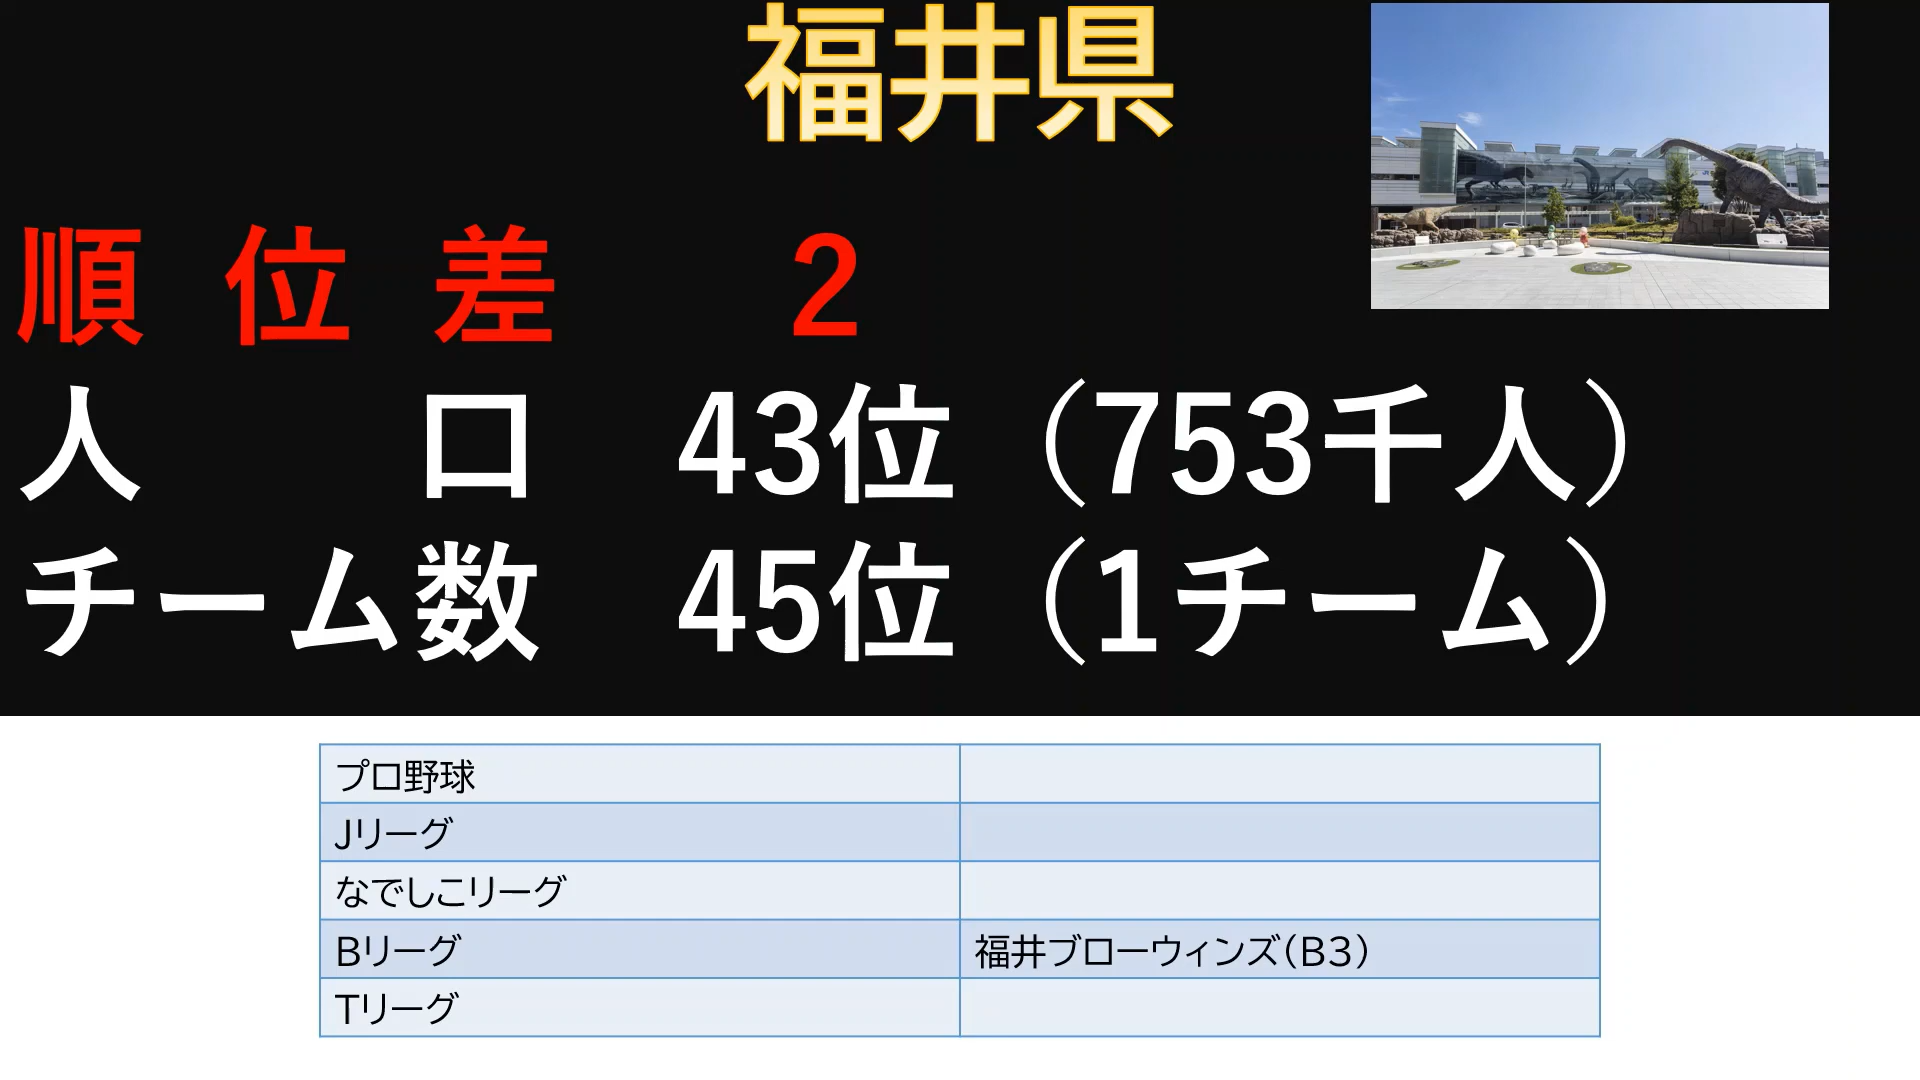 福井県
順位差 2
人口 43位（753千人）
チーム数 45位（1チーム）
プロ野球
Jリーグ
なでしこリーグ
Bリーグ 福井ブローウィンズ（B3）
Tリーグ